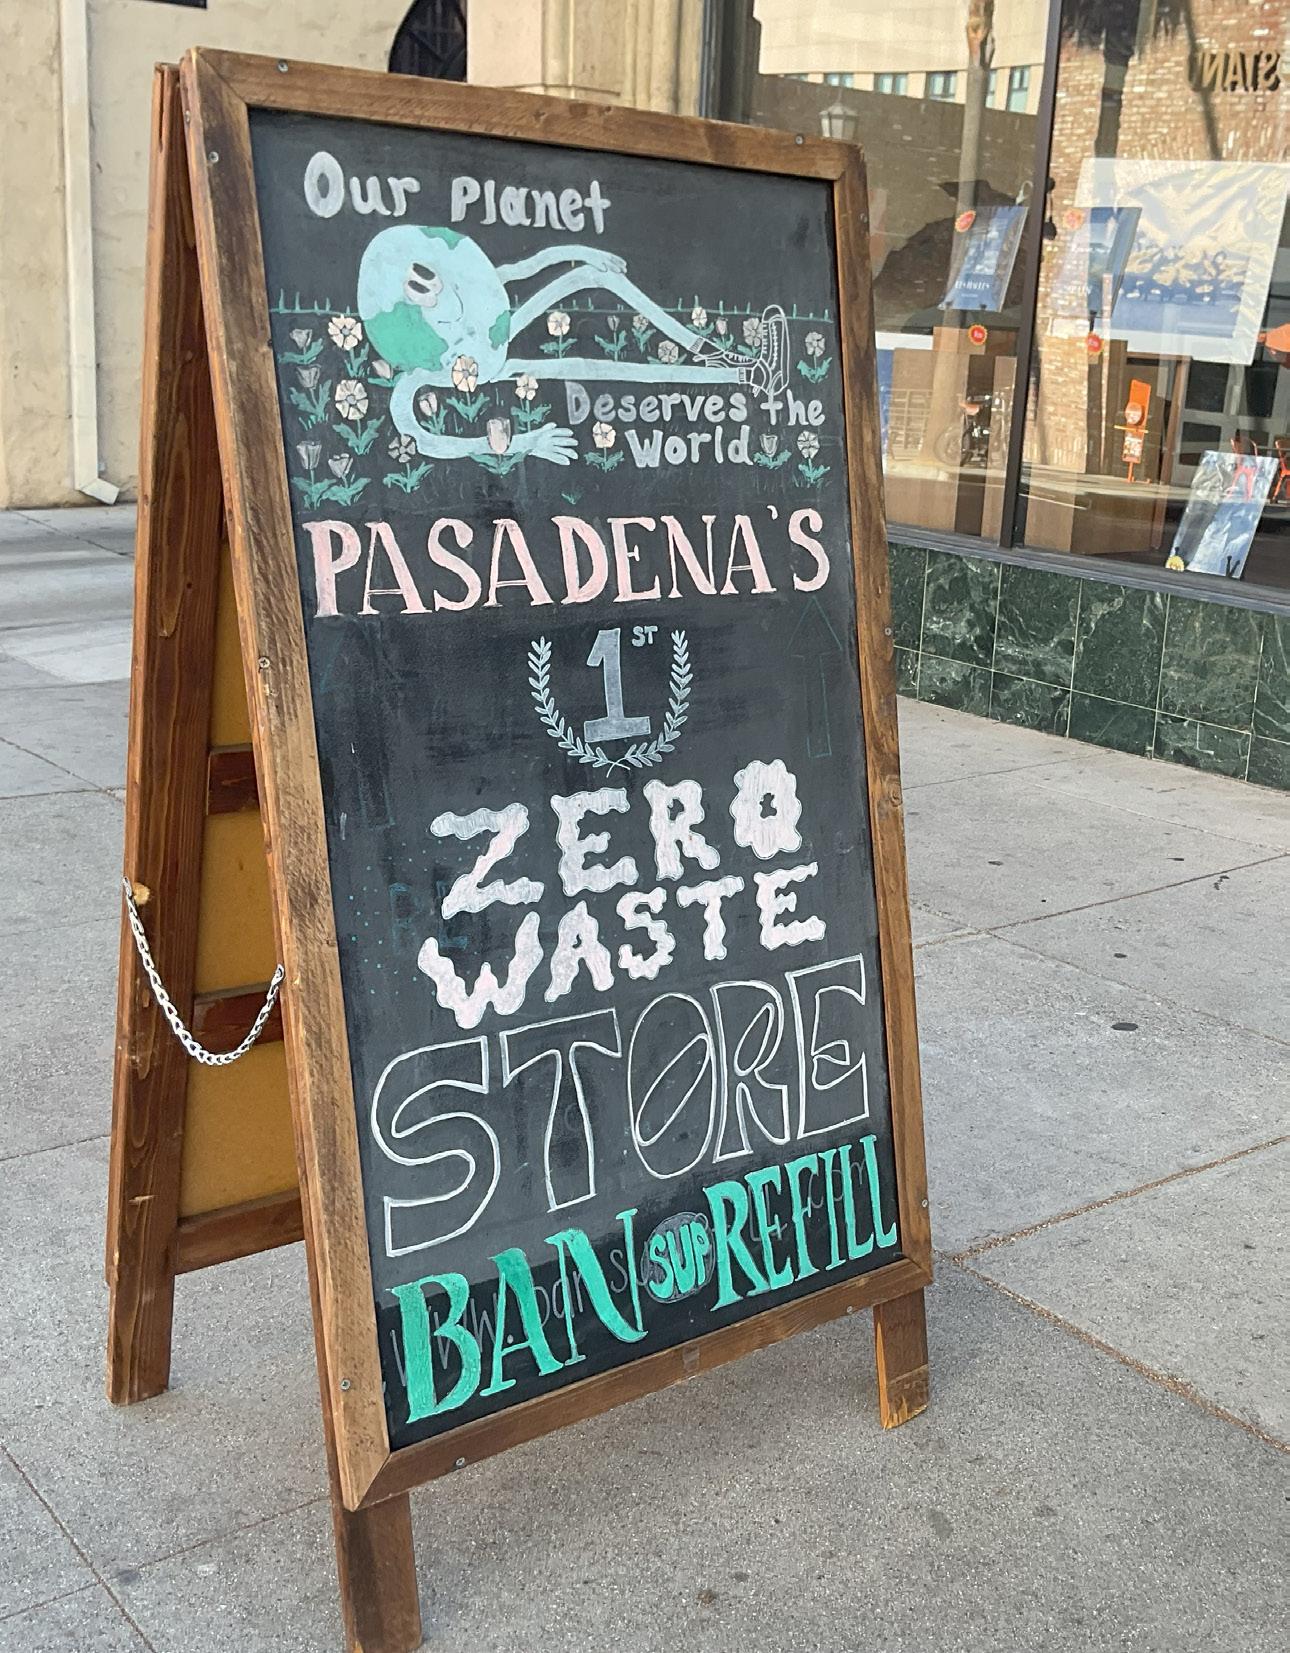 Our Planet
Deserves the
World
PASADENA'S
1ST
ZERO
WASTE
STORE
BAN SUP REFILL